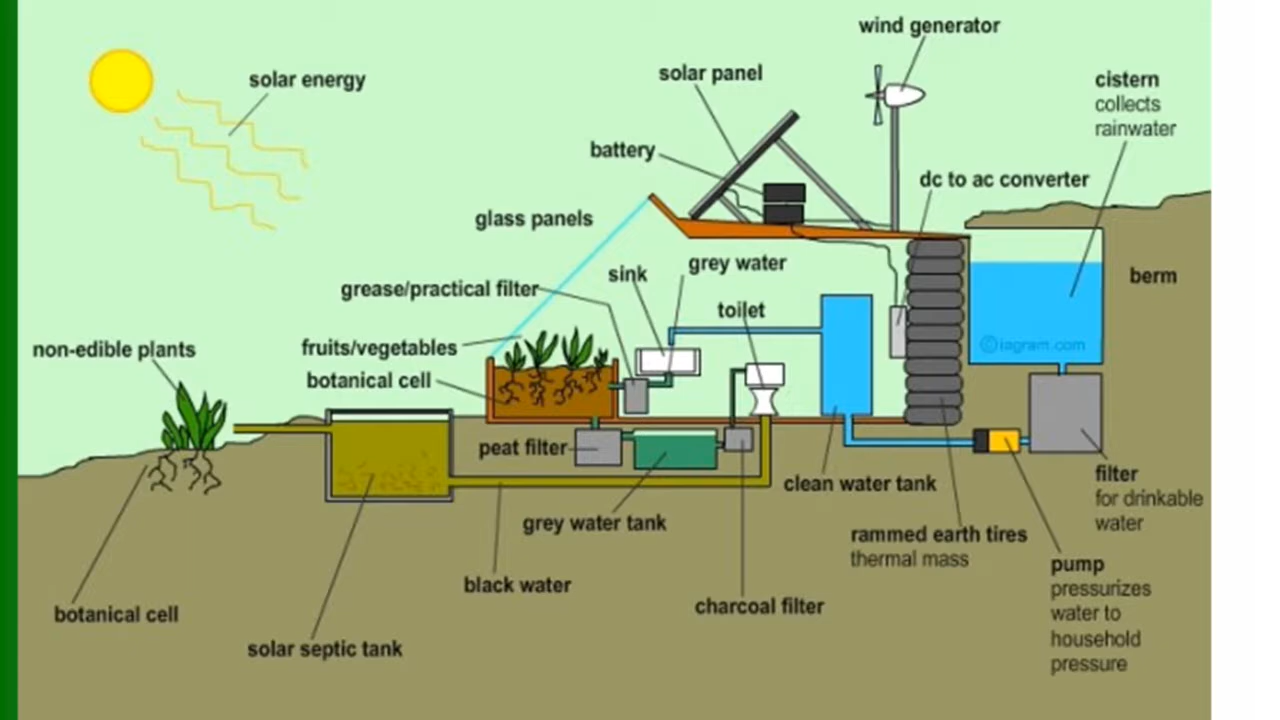 wind generator
solar panel
solar energy
cistern
collects
rainwater
battery
dc to ac converter
glass panels
grey water
sink
berm
grease/practical filter
toilet
©iagram.com
non-edible plants
fruits/vegetables
botanical cell
peat filter
clean water tank
filter
for drinkable
water
grey water tank
rammed earth tires
thermal mass
pump
pressurizes
water to
household
pressure
black water
charcoal filter
botanical cell
solar septic tank